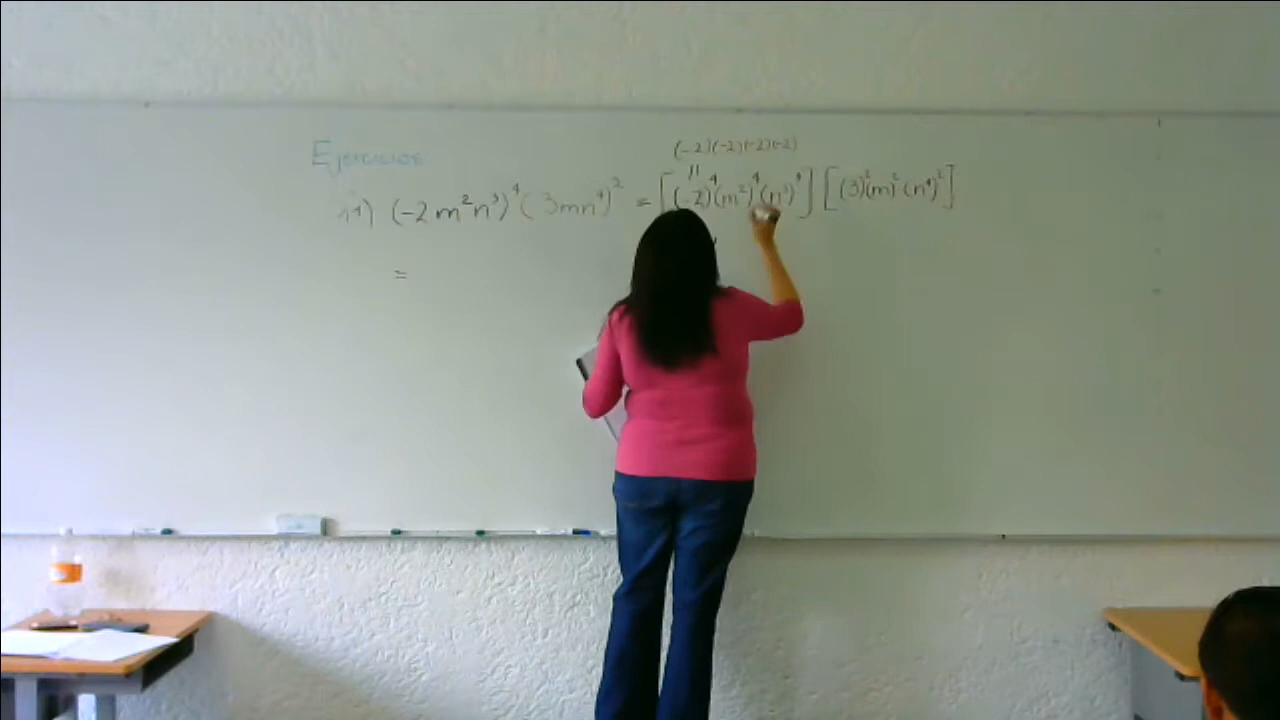 Ejercicios
(-2)(-2)(-2)(-2)
11) (-2m²n³)⁴(3mn⁴)² = [(-2)⁴(m²)⁴(n³)⁴] [(3)²(m)²(n⁴)²]
=